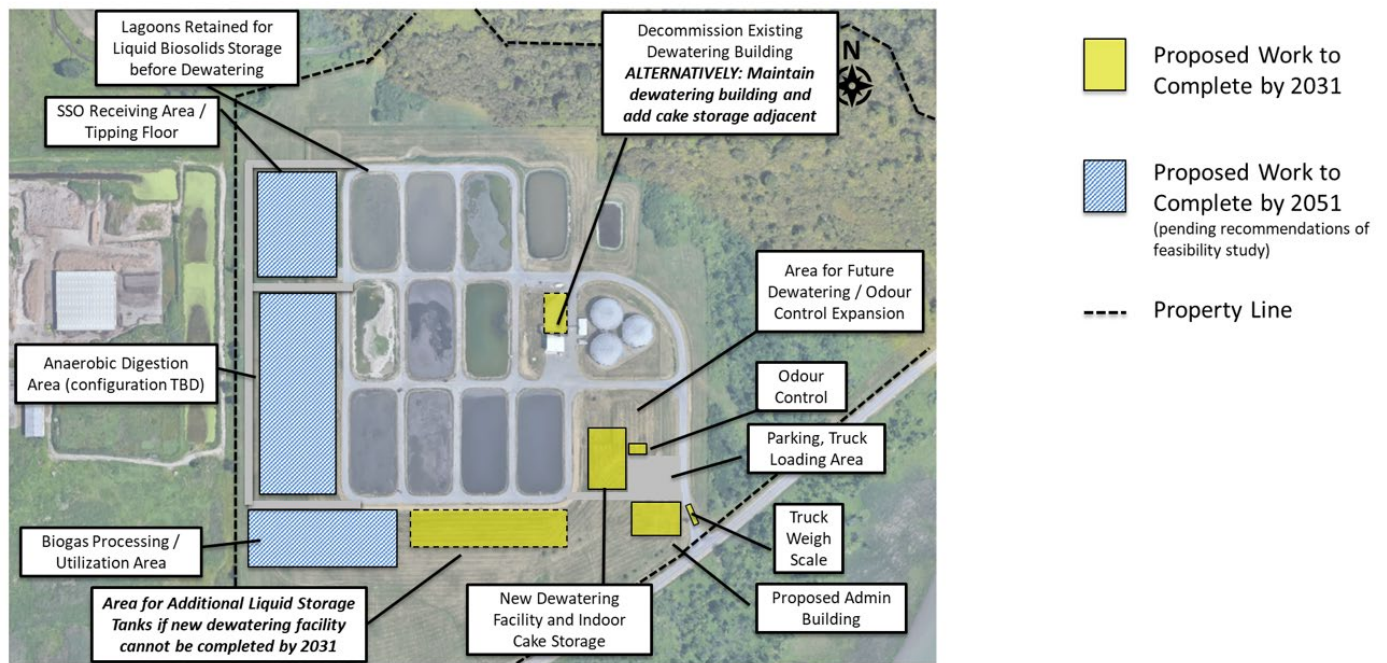 Lagoons Retained for
Liquid Biosolids Storage
before Dewatering
SSO Receiving Area /
Tipping Floor
Decommission Existing
Dewatering Building
ALTERNATIVELY: Maintain
dewatering building and
add cake storage adjacent
N
Area for Future
Dewatering / Odour
Control Expansion
Anaerobic Digestion
Area (configuration TBD)
Odour
Control
Parking, Truck
Loading Area
Biogas Processing /
Utilization Area
Truck
Weigh
Scale
Area for Additional Liquid Storage
Tanks if new dewatering facility
cannot be completed by 2031
New Dewatering
Facility and Indoor
Cake Storage
Proposed Admin
Building
Proposed Work to
Complete by 2031
Proposed Work to
Complete by 2051
(pending recommendations of
feasibility study)
Property Line